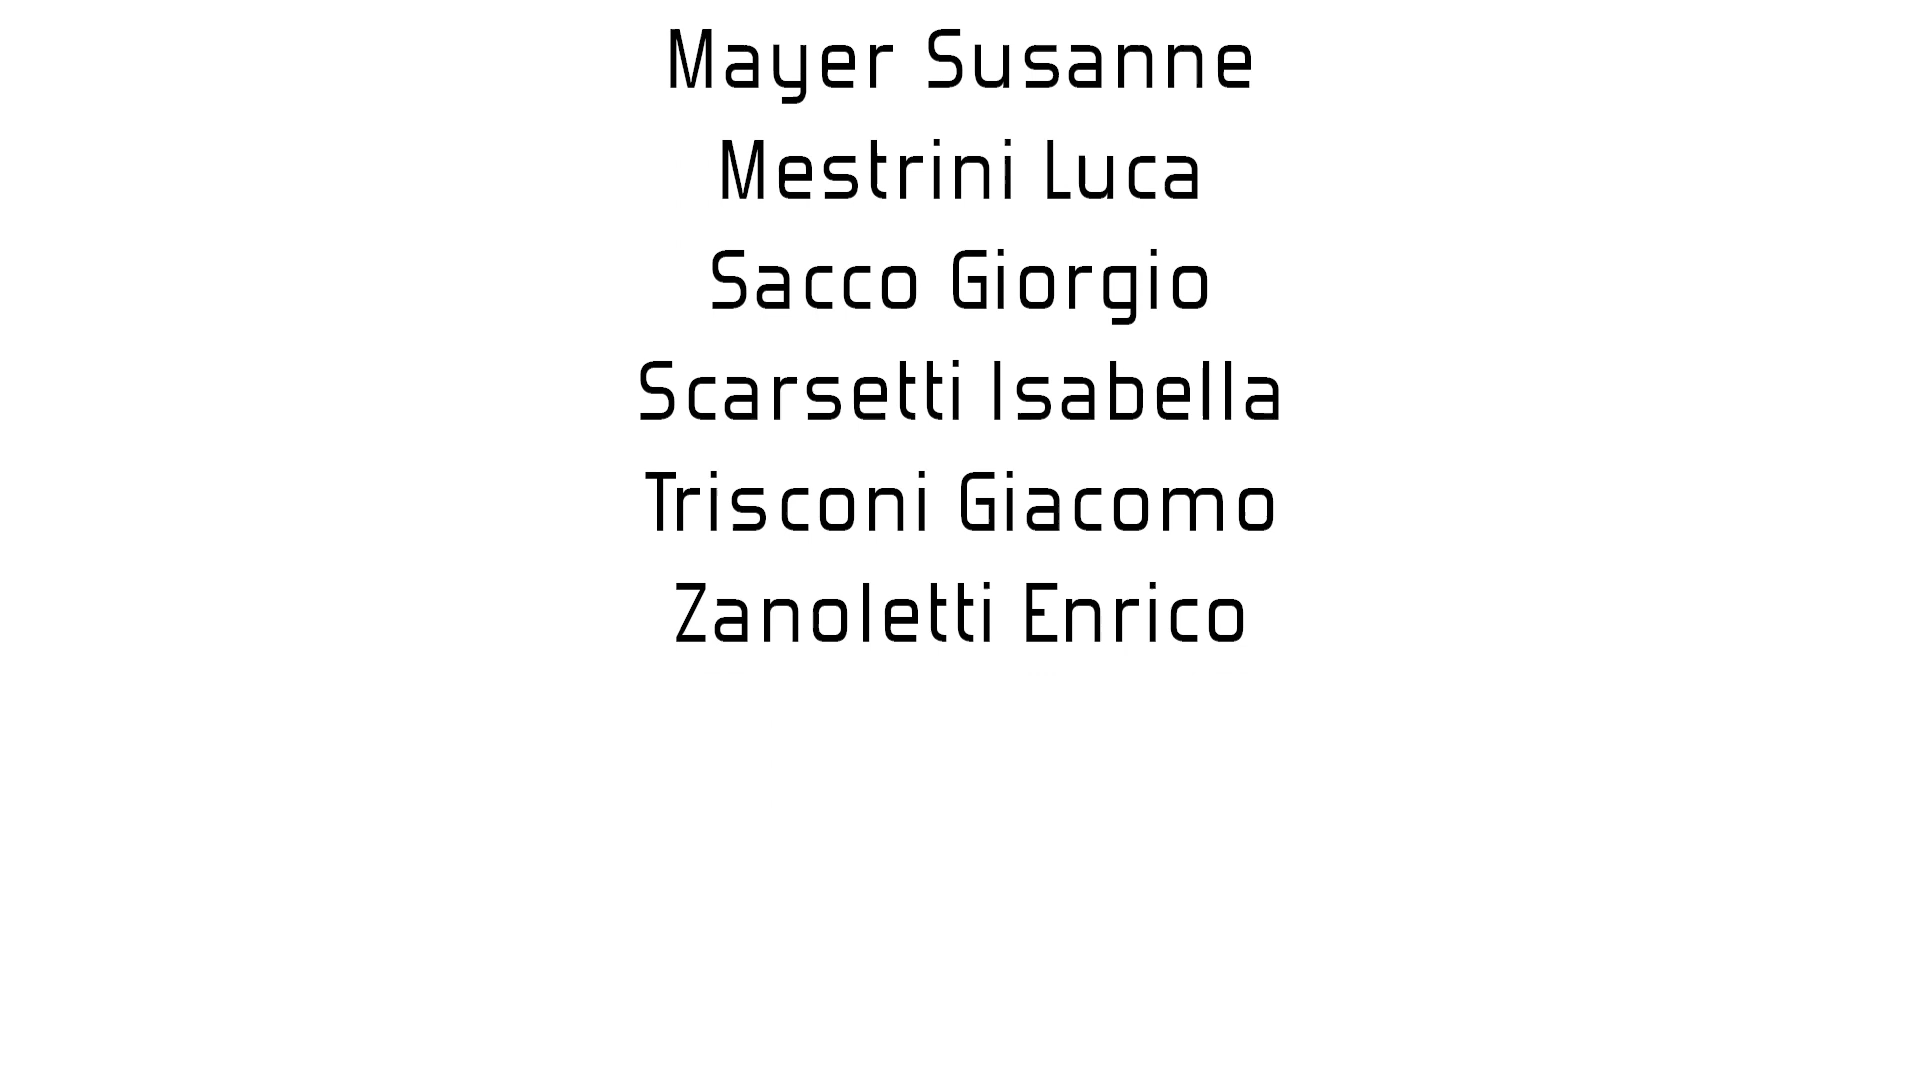 Mayer Susanne
Mestrini Luca
Sacco Giorgio
Scarsetti Isabella
Trisconi Giacomo
Zanoletti Enrico